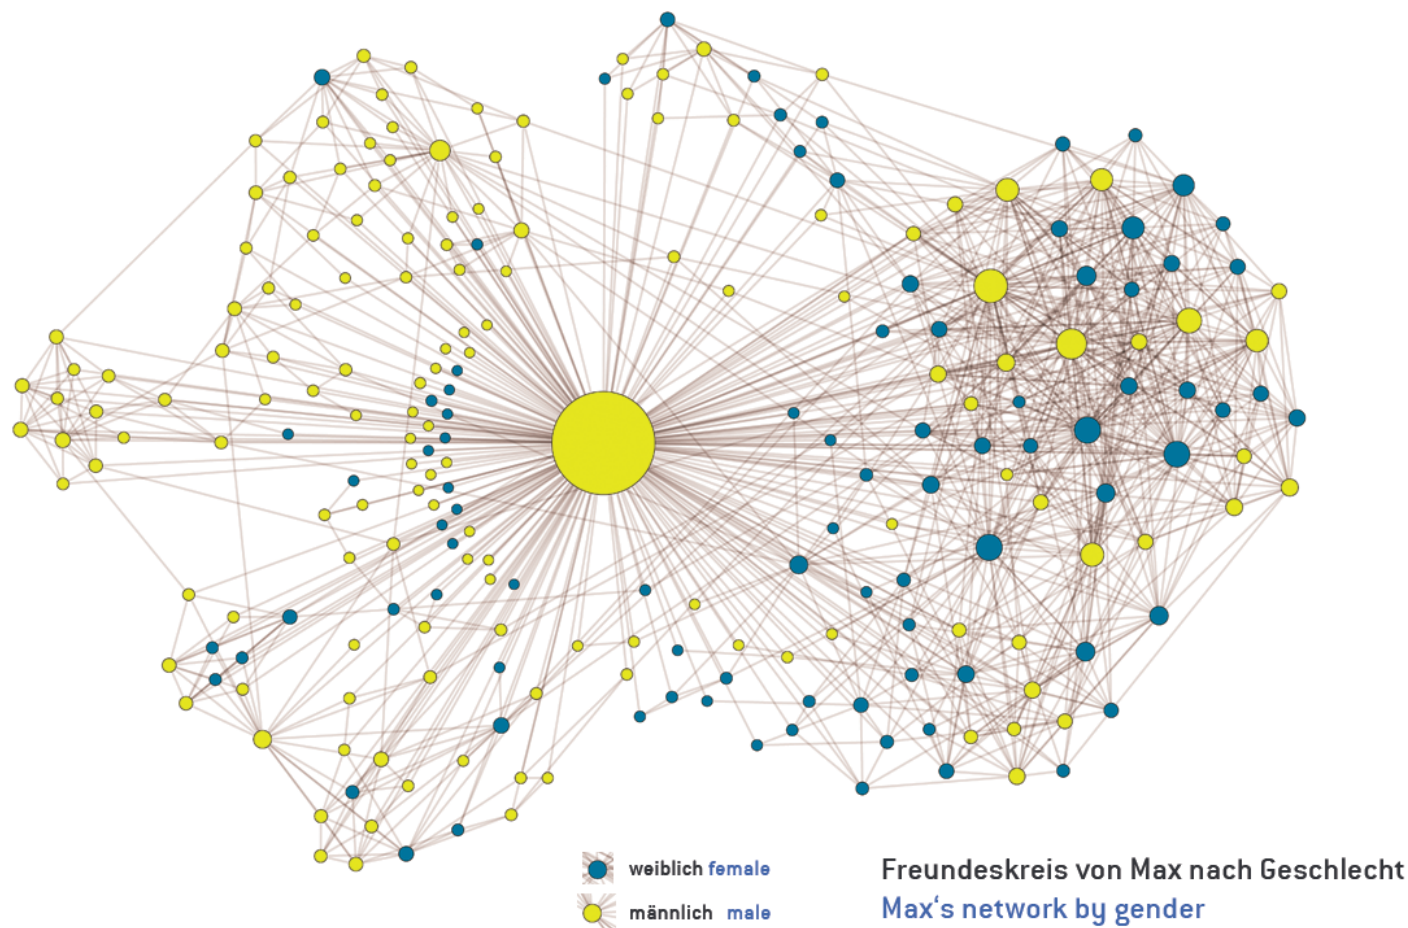 weiblich female
männlich male
Freundeskreis von Max nach Geschlecht
Max‘s network by gender